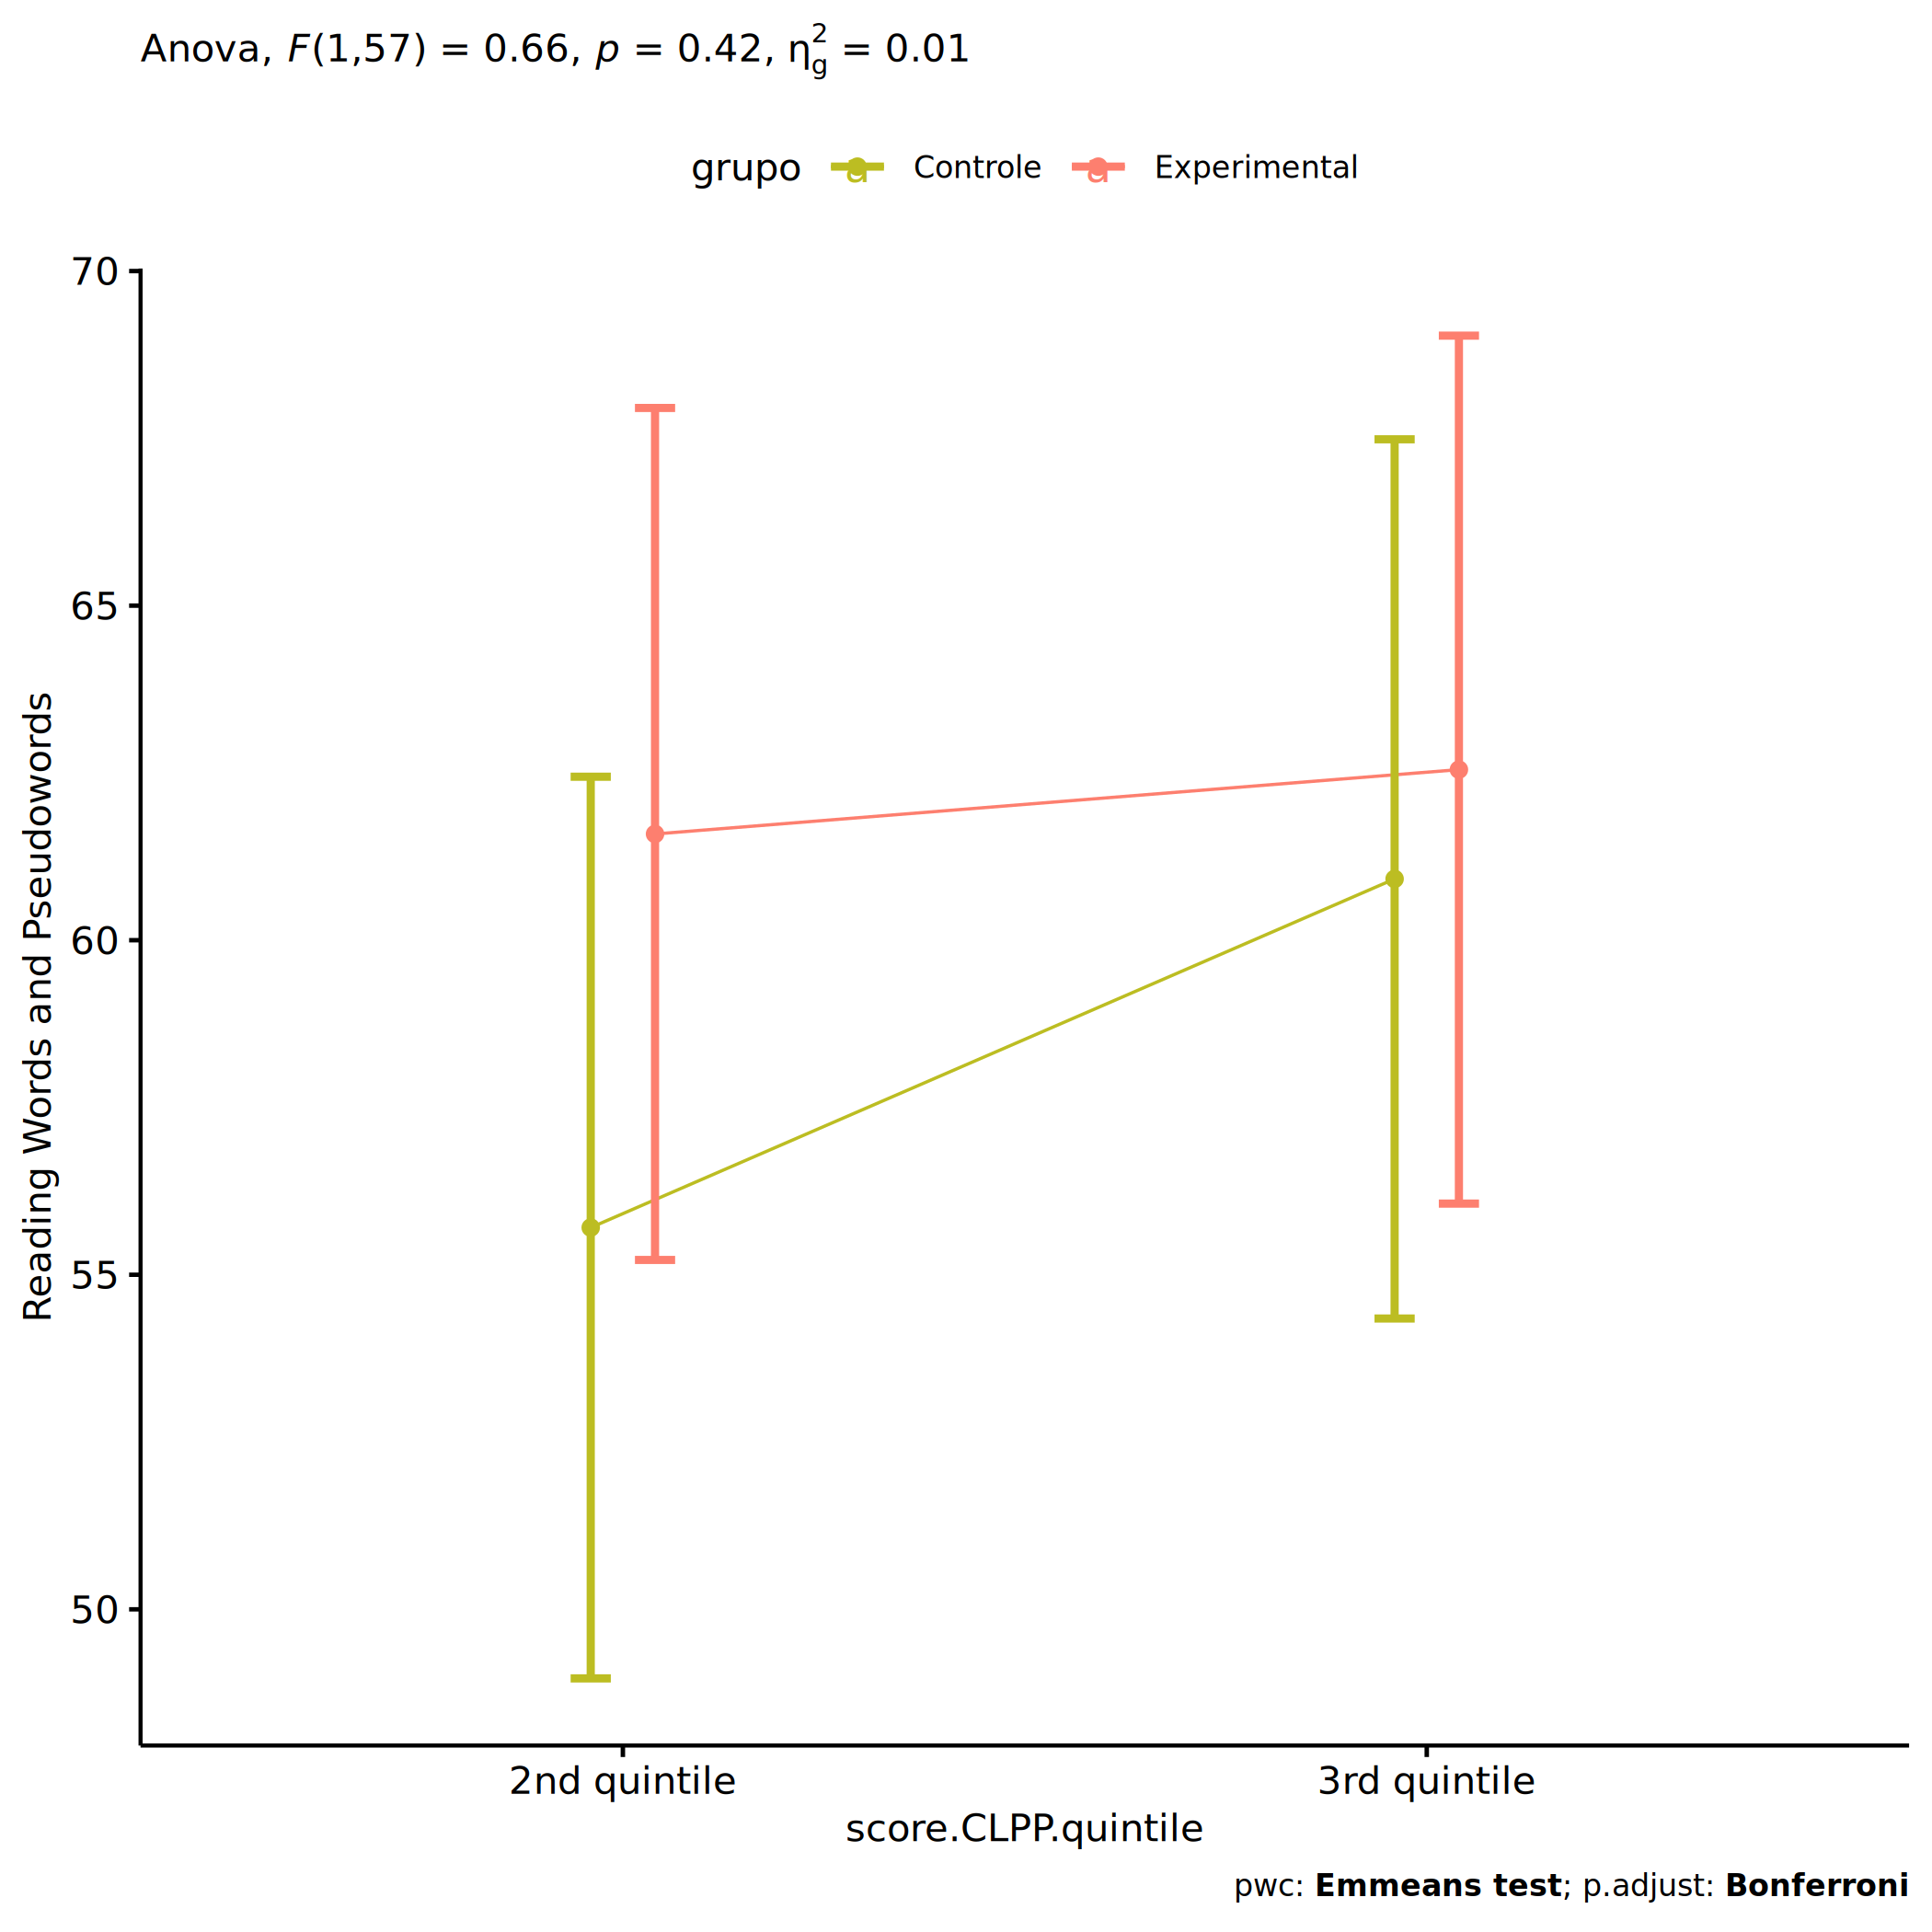 Anova, F(1,57) = 0.66, p = 0.42, η²g = 0.01
grupo a Controle a Experimental
70
65
60
55
50
Reading Words and Pseudowords
2nd quintile 3rd quintile
score.CLPP.quintile
pwc: Emmeans test; p.adjust: Bonferroni